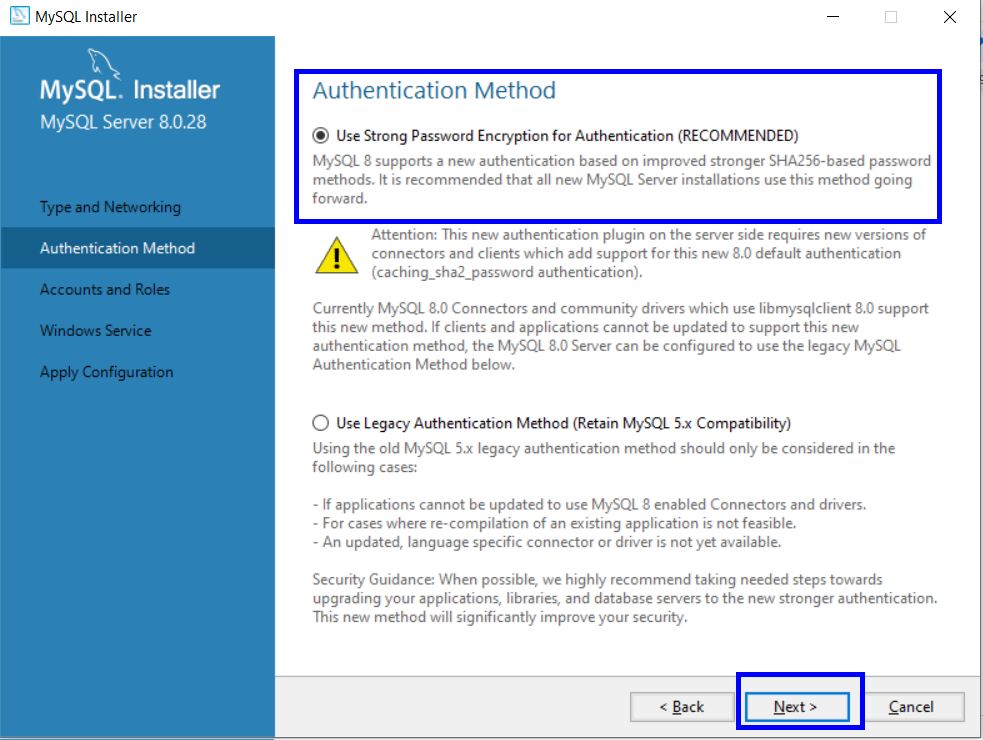 MySQL Installer
MySQL. Installer
MySQL Server 8.0.28
Type and Networking
Authentication Method
Accounts and Roles
Windows Service
Apply Configuration
Authentication Method
Use Strong Password Encryption for Authentication (RECOMMENDED)
MySQL 8 supports a new authentication based on improved stronger SHA256-based password
methods. It is recommended that all new MySQL Server installations use this method going
forward.
Attention: This new authentication plugin on the server side requires new versions of
connectors and clients which add support for this new 8.0 default authentication
(caching_sha2_password authentication).
Currently MySQL 8.0 Connectors and community drivers which use libmysqlclient 8.0 support
this new method. If clients and applications cannot be updated to support this new
authentication method, the MySQL 8.0 Server can be configured to use the legacy MySQL
Authentication Method below.
Use Legacy Authentication Method (Retain MySQL 5.x Compatibility)
Using the old MySQL 5.x legacy authentication method should only be considered in the
following cases:
- If applications cannot be updated to use MySQL 8 enabled Connectors and drivers.
- For cases where re-compilation of an existing application is not feasible.
- An updated, language specific connector or driver is not yet available.
Security Guidance: When possible, we highly recommend taking needed steps towards
upgrading your applications, libraries, and database servers to the new stronger authentication.
This new method will significantly improve your security.
< Back
Next >
Cancel